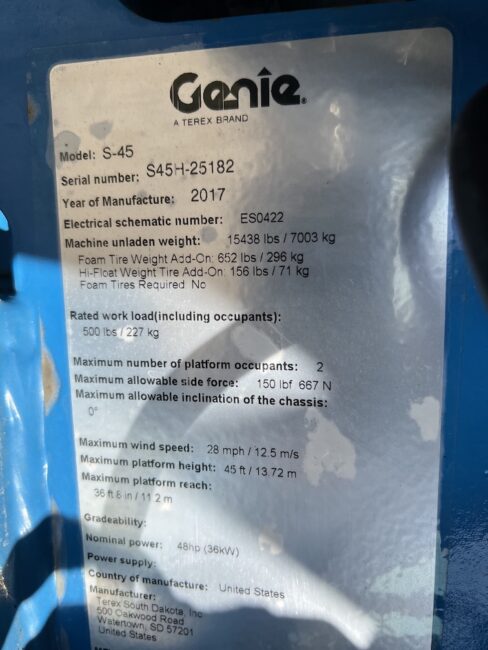 Genie®
A TEREX BRAND
Model: S-45
Serial number: S45H-25182
Year of Manufacture: 2017
Electrical schematic number: ES0422
Machine unladen weight: 15438 lbs / 7003 kg
Foam Tire Weight Add-On: 652 lbs / 296 kg
Hi-Float Weight Tire Add-On: 156 lbs / 71 kg
Foam Tires Required: No
Rated work load(including occupants):
500 lbs / 227 kg
Maximum number of platform occupants: 2
Maximum allowable side force: 150 lbf 667 N
Maximum allowable inclination of the chassis:
0°
Maximum wind speed: 28 mph / 12.5 m/s
Maximum platform height: 45 ft / 13.72 m
Maximum platform reach:
36 ft 8 in / 11.2 m
Gradeability:
Nominal power: 48hp (36kW)
Power supply:
Country of manufacture: United States
Manufacturer:
Terex South Dakota, Inc
500 Oakwood Road
Watertown, SD 57201
United States